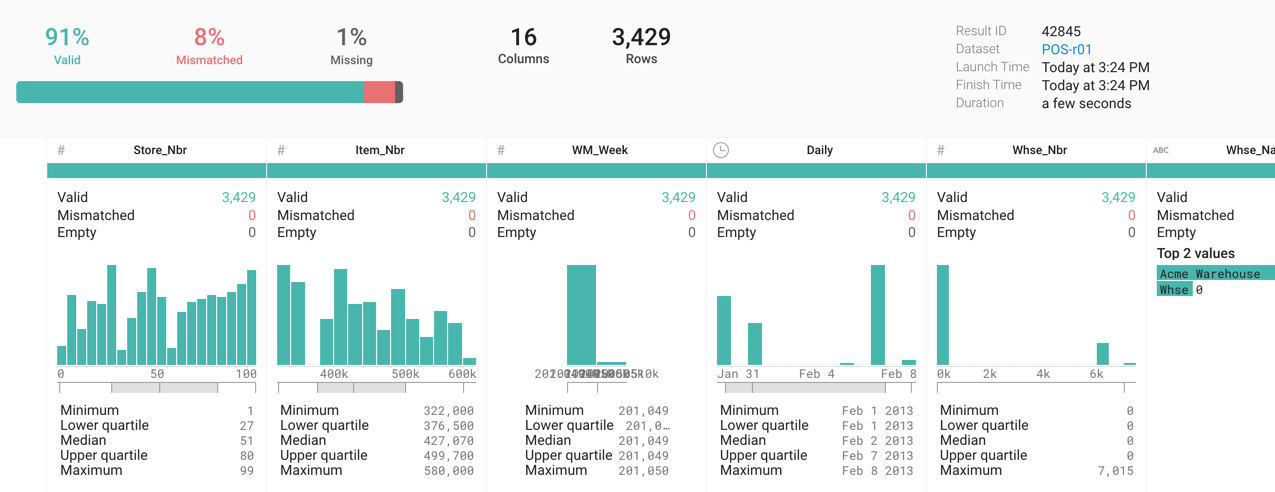 91% 8% 1% 16 3,429
Valid Mismatched Missing Columns Rows
Result ID 42845
Dataset POS-r01
Launch Time Today at 3:24 PM
Finish Time Today at 3:24 PM
Duration a few seconds
# Store_Nbr
Valid 3,429
Mismatched 0
Empty 0
0 50 100
Minimum 1
Lower quartile 27
Median 51
Upper quartile 80
Maximum 99
# Item_Nbr
Valid 3,429
Mismatched 0
Empty 0
400k 500k 600k
Minimum 322,000
Lower quartile 376,500
Median 427,070
Upper quartile 499,700
Maximum 580,000
# WM_Week
Valid 3,429
Mismatched 0
Empty 0
Minimum 201,049
Lower quartile 201,0…
Median 201,049
Upper quartile 201,049
Maximum 201,050
Daily
Valid 3,429
Mismatched 0
Empty 0
Jan 31 Feb 4 Feb 8
Minimum Feb 1 2013
Lower quartile Feb 1 2013
Median Feb 2 2013
Upper quartile Feb 7 2013
Maximum Feb 8 2013
# Whse_Nbr
Valid 3,429
Mismatched 0
Empty 0
0k 2k 4k 6k
Minimum 0
Lower quartile 0
Median 0
Upper quartile 0
Maximum 7,015
ABC Whse_Na
Valid
Mismatched
Empty
Top 2 values
Acme Warehouse
Whse 0